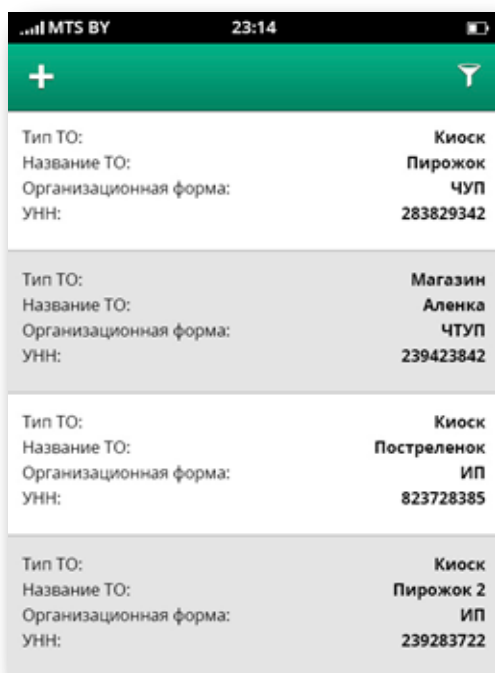 MTS BY 23:14
Тип ТО: Киоск
Название ТО: Пирожок
Организационная форма: ЧУП
УНН: 283829342
Тип ТО: Магазин
Название ТО: Аленка
Организационная форма: ЧТУП
УНН: 239423842
Тип ТО: Киоск
Название ТО: Постреленок
Организационная форма: ИП
УНН: 823728385
Тип ТО: Киоск
Название ТО: Пирожок 2
Организационная форма: ИП
УНН: 239283722